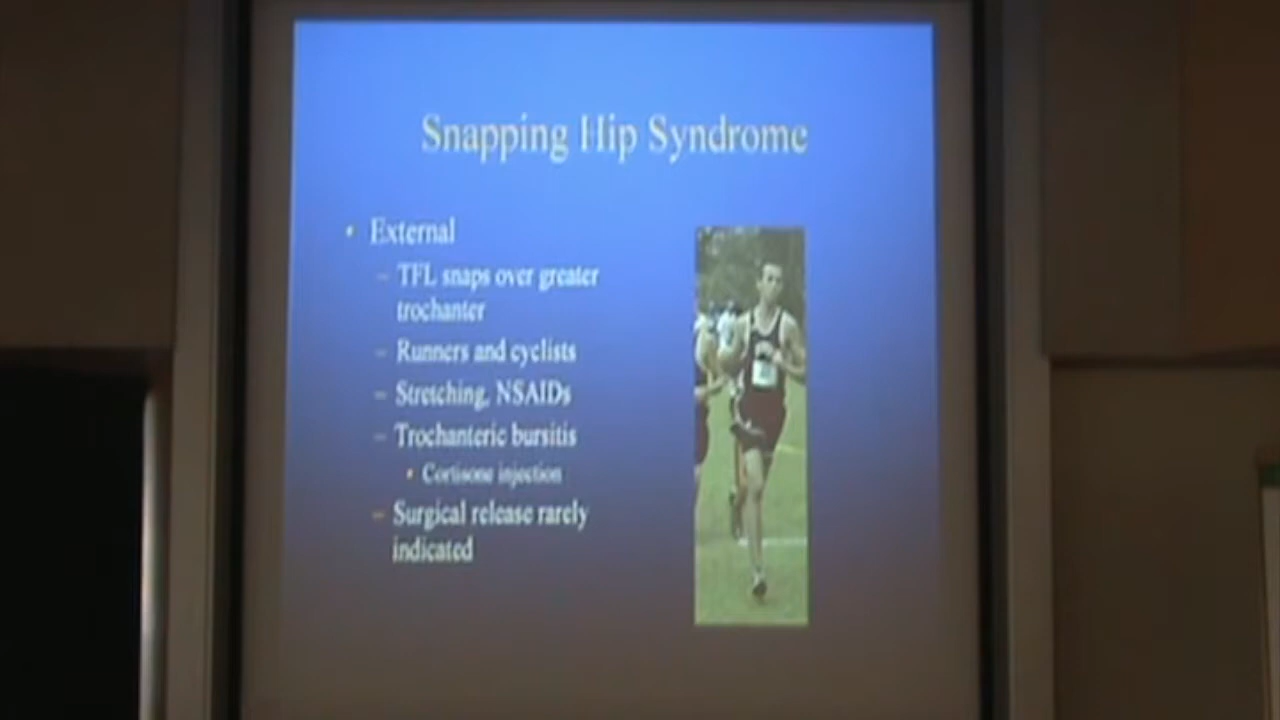 Snapping Hip Syndrome
• External
– TFL snaps over greater
trochanter
– Runners and cyclists
– Stretching, NSAIDs
– Trochanteric bursitis
• Cortisone injection
– Surgical release rarely
indicated